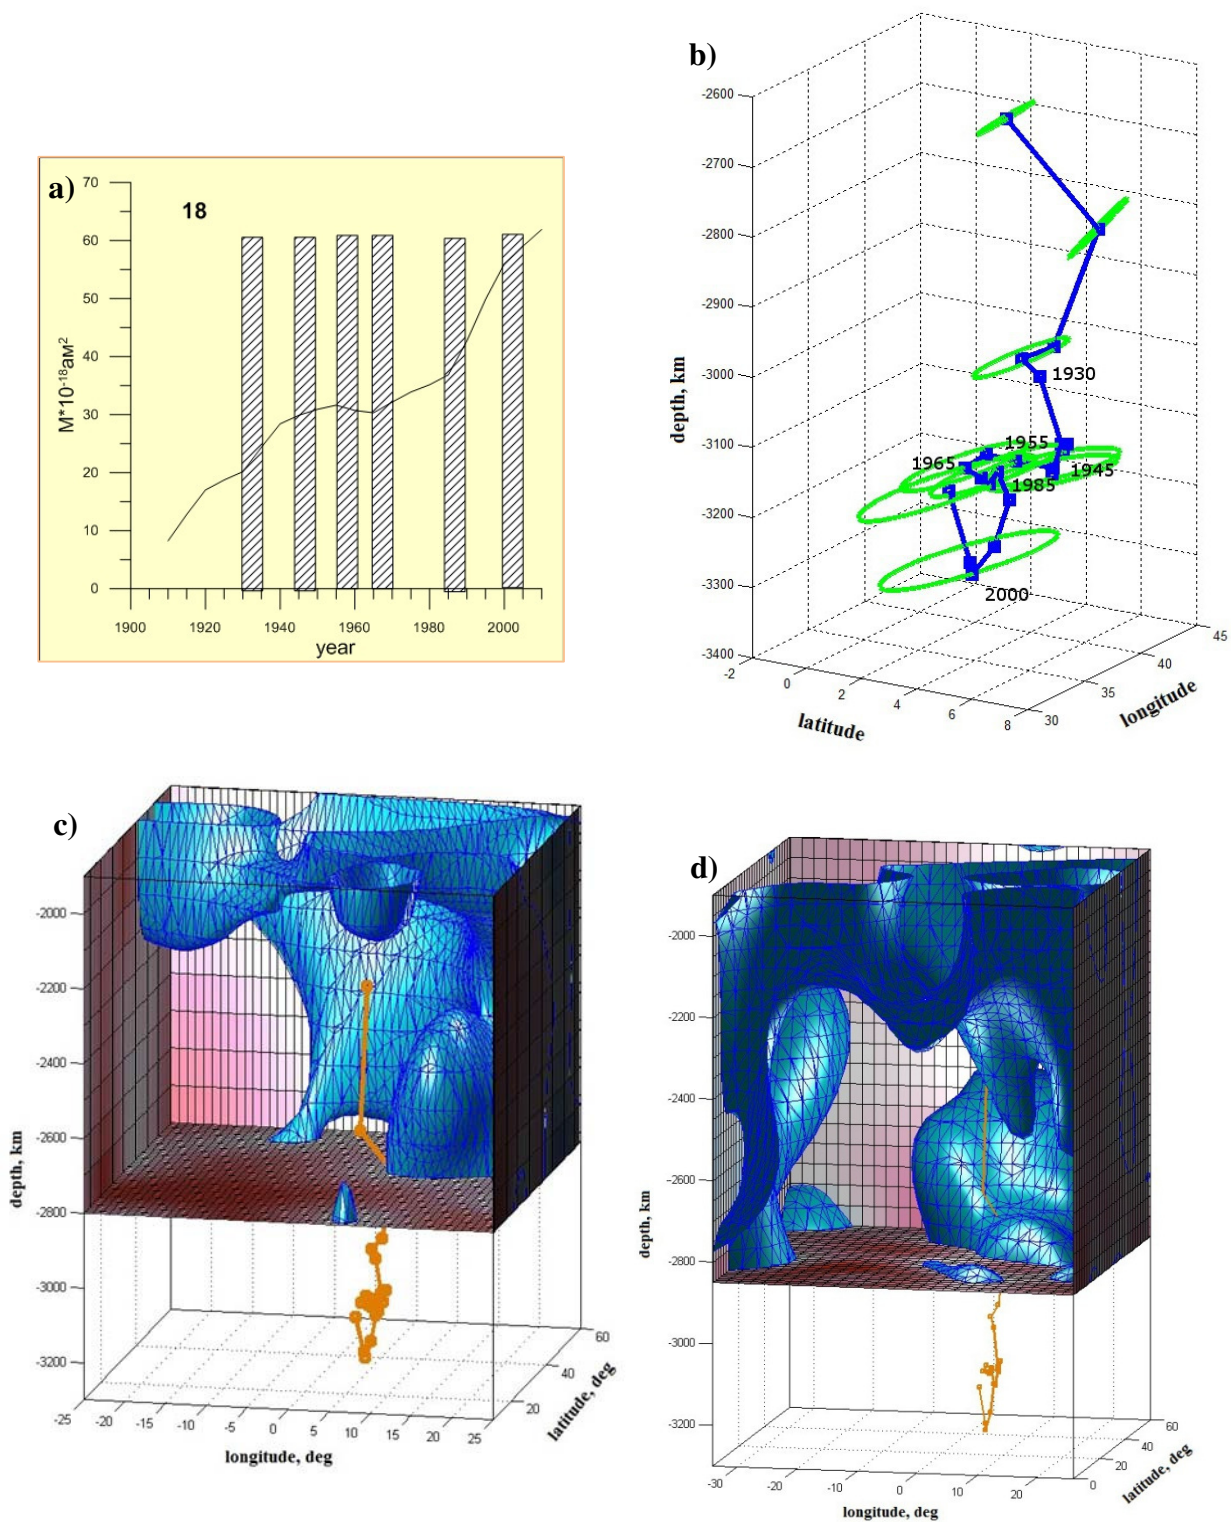 a)
18
70
60
50
40
30
20
10
0
M*10⁻¹⁸ам²
1900 1920 1940 1960 1980 2000
year
b)
-2600
-2700
-2800
-2900
-3000
-3100
-3200
-3300
-3400
depth, km
1930
1955
1965
1945
1985
2000
-2 0 2 4 6 8
latitude
30 35 40 45
longitude
c)
-2000
-2200
-2400
-2600
-2800
-3000
-3200
depth, km
-25 -20 -15 -10 -5 0 5 10 15 20 25
longitude, deg
20 40 60
latitude, deg
d)
-2000
-2200
-2400
-2600
-2800
-3000
-3200
depth, km
-30 -20 -10 0 10 20
longitude, deg
0 20 40 60
latitude, deg